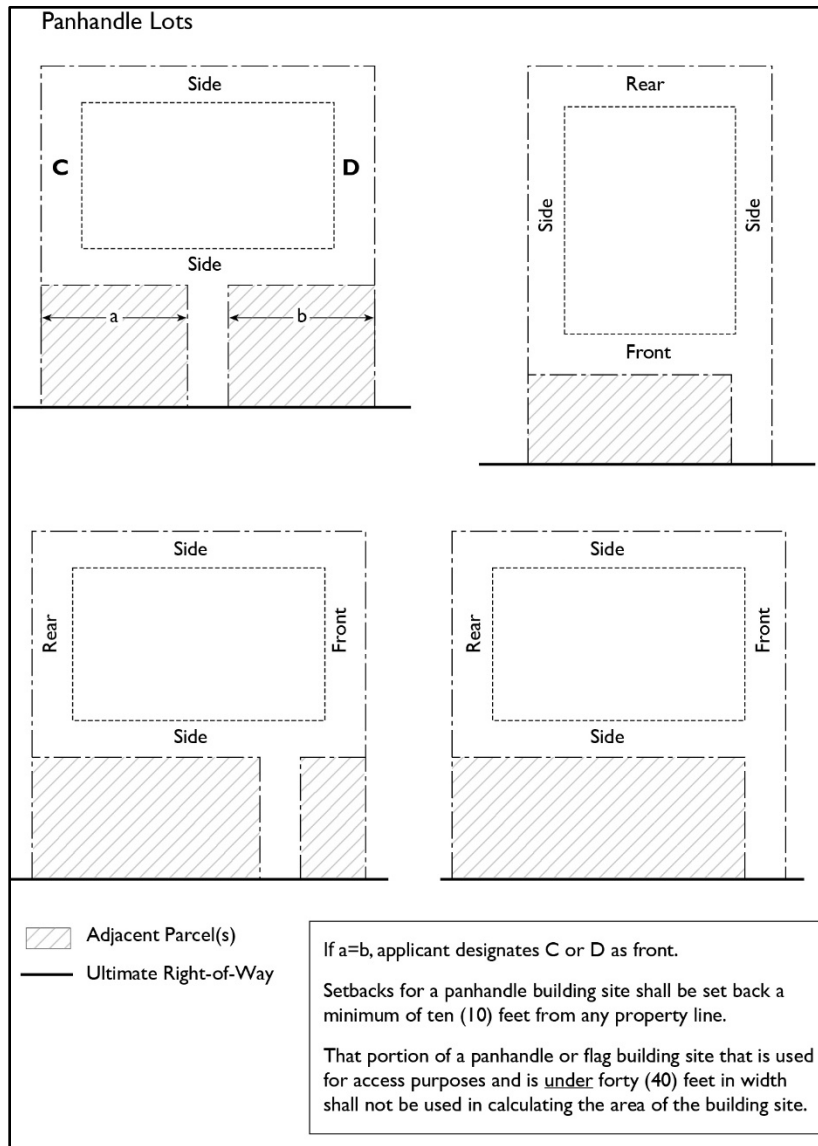 Panhandle Lots
Side
C
D
Side
a
b
Rear
Side
Side
Front
Side
Rear
Front
Side
Side
Rear
Front
Side
Adjacent Parcel(s)
Ultimate Right-of-Way
If a=b, applicant designates C or D as front.
Setbacks for a panhandle building site shall be set back a
minimum of ten (10) feet from any property line.
That portion of a panhandle or flag building site that is used
for access purposes and is under forty (40) feet in width
shall not be used in calculating the area of the building site.